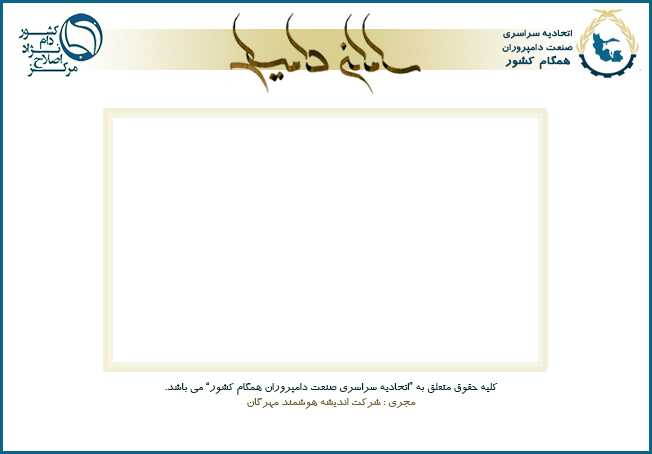 اتحادیه سراسری
صنعت دامپروران
همگام کشور
سامانه دامیسم
کشور
دام
نژاد
اصلاح
مرکز
کلیه حقوق متعلق به "اتحادیه سراسری صنعت دامپروران همگام کشور" می باشد.
مجری : شرکت اندیشه هوشمند مهرگان